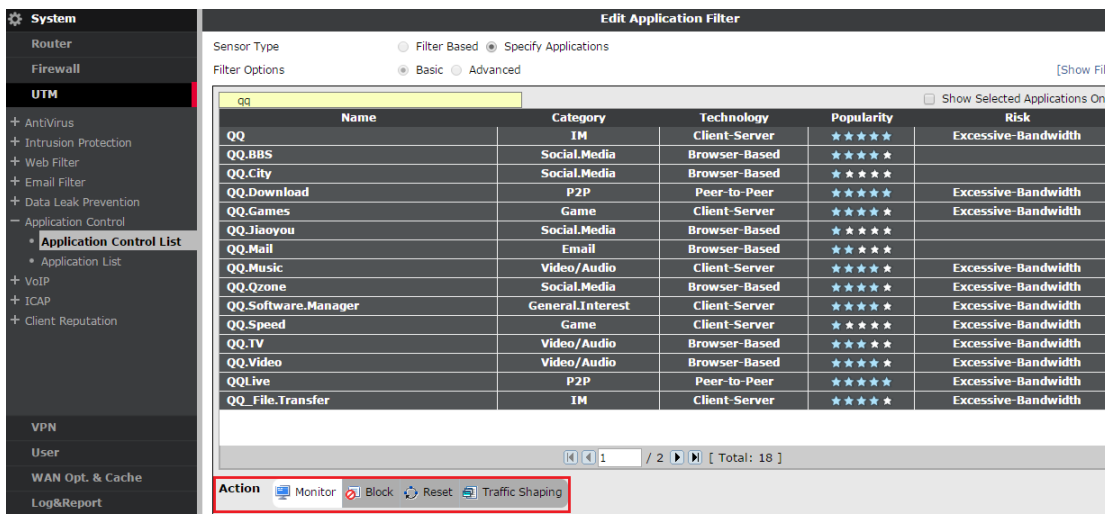 System
Router
Firewall
UTM
+ AntiVirus
+ Intrusion Protection
+ Web Filter
+ Email Filter
+ Data Leak Prevention
− Application Control
• Application Control List
• Application List
+ VoIP
+ ICAP
+ Client Reputation
VPN
User
WAN Opt. & Cache
Log&Report
Edit Application Filter
Sensor Type Filter Based Specify Applications
Filter Options Basic Advanced [Show Fil
qq Show Selected Applications On
Name Category Technology Popularity Risk
QQ IM Client-Server Excessive-Bandwidth
QQ.BBS Social.Media Browser-Based
QQ.City Social.Media Browser-Based
QQ.Download P2P Peer-to-Peer Excessive-Bandwidth
QQ.Games Game Client-Server Excessive-Bandwidth
QQ.Jiaoyou Social.Media Browser-Based
QQ.Mail Email Browser-Based
QQ.Music Video/Audio Client-Server Excessive-Bandwidth
QQ.Qzone Social.Media Browser-Based Excessive-Bandwidth
QQ.Software.Manager General.Interest Client-Server Excessive-Bandwidth
QQ.Speed Game Client-Server Excessive-Bandwidth
QQ.TV Video/Audio Browser-Based Excessive-Bandwidth
QQ.Video Video/Audio Browser-Based Excessive-Bandwidth
QQLive P2P Peer-to-Peer Excessive-Bandwidth
QQ_File.Transfer IM Client-Server Excessive-Bandwidth
1 / 2 [ Total: 18 ]
Action Monitor Block Reset Traffic Shaping